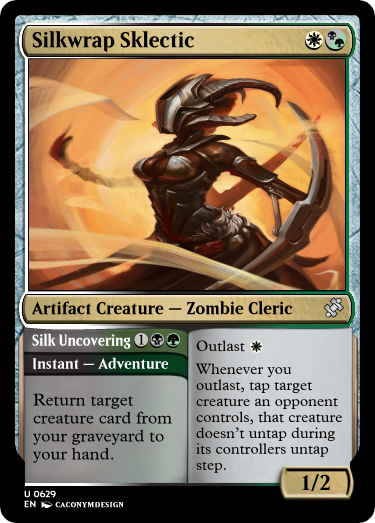 Silkwrap Sklectic
Artifact Creature — Zombie Cleric
Silk Uncovering 1
Instant — Adventure
Return target
creature card from
your graveyard to
your hand.
Outlast
Whenever you
outlast, tap target
creature an opponent
controls, that creature
doesn't untap during
its controllers untap
step.
1/2
U 0629
EN CACONYMDESIGN